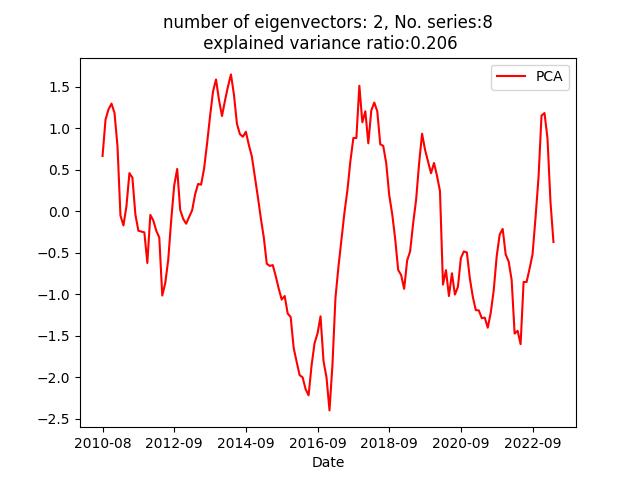 number of eigenvectors: 2, No. series:8
explained variance ratio:0.206
PCA
1.5
1.0
0.5
0.0
−0.5
−1.0
−1.5
−2.0
−2.5
2010-08 2012-09 2014-09 2016-09 2018-09 2020-09 2022-09
Date